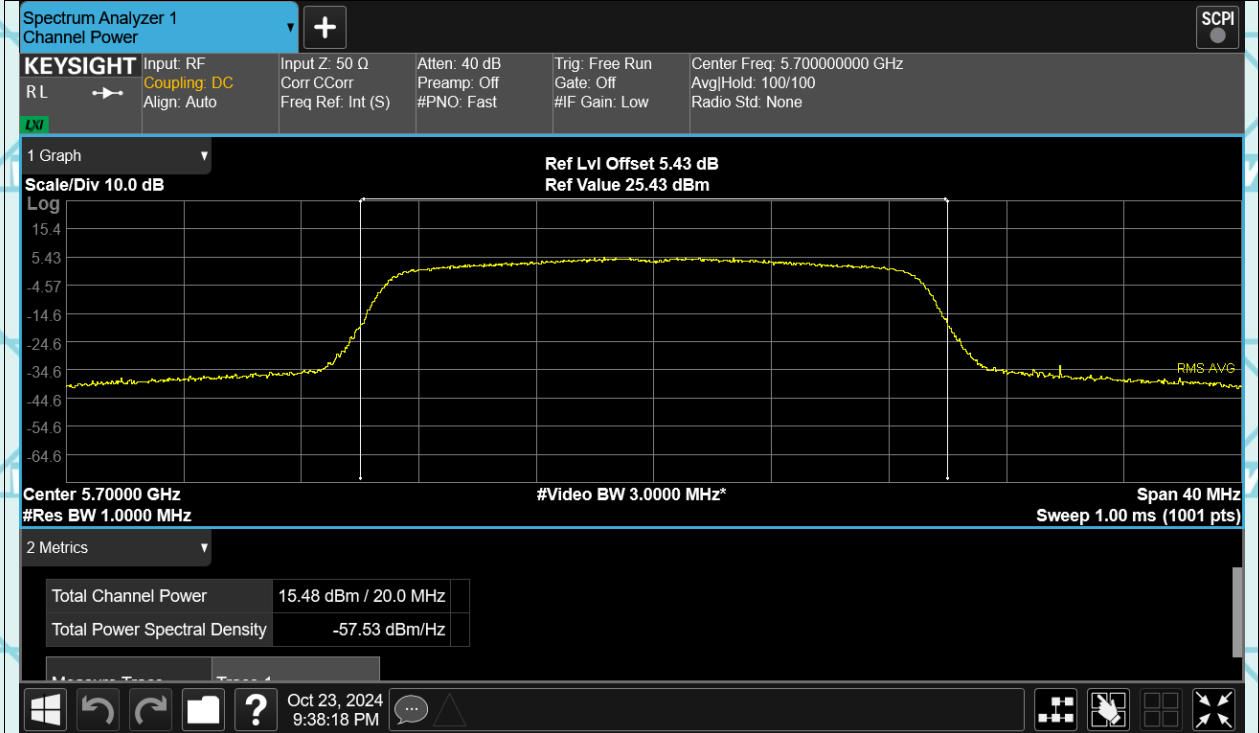 Spectrum Analyzer 1
Channel Power
SCPI
KEYSIGHT
R L
LXI
Input: RF
Coupling: DC
Align: Auto
Input Z: 50 Ω
Corr CCorr
Freq Ref: Int (S)
Atten: 40 dB
Preamp: Off
#PNO: Fast
Trig: Free Run
Gate: Off
#IF Gain: Low
Center Freq: 5.700000000 GHz
Avg|Hold: 100/100
Radio Std: None
1 Graph
Scale/Div 10.0 dB
Ref Lvl Offset 5.43 dB
Ref Value 25.43 dBm
Log
15.4
5.43
-4.57
-14.6
-24.6
-34.6
-44.6
-54.6
-64.6
RMS AVG
Center 5.70000 GHz
#Video BW 3.0000 MHz*
Span 40 MHz
#Res BW 1.0000 MHz
Sweep 1.00 ms (1001 pts)
2 Metrics
Total Channel Power 15.48 dBm / 20.0 MHz
Total Power Spectral Density -57.53 dBm/Hz
Measure Trace Trace 1
?
Oct 23, 2024
9:38:18 PM